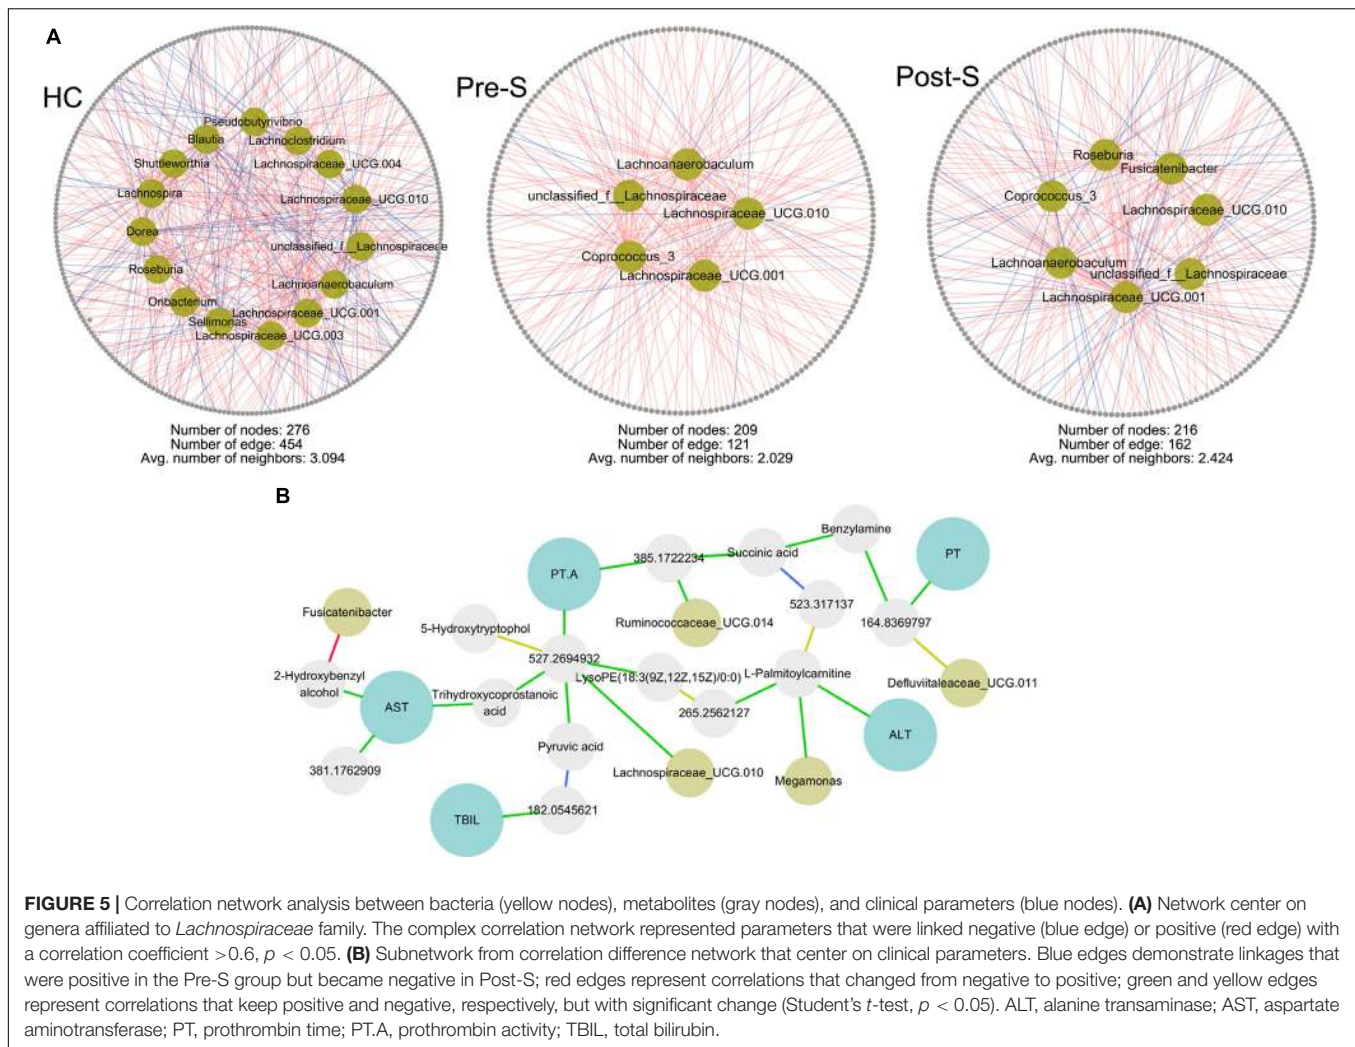 A
HC
Pseudobutyrivibrio
Blautia
Lachnoclostridium
Shuttleworthia
Lachnospiraceae_UCG.004
Lachnospira
Lachnospiraceae_UCG.010
Dorea
unclassified_f__Lachnospiraceae
Roseburia
Lachnoanaerobaculum
Oribacterium
Lachnospiraceae_UCG.001
Sellimonas
Lachnospiraceae_UCG.003
Number of nodes: 276
Number of edge: 454
Avg. number of neighbors: 3.094
Pre-S
Lachnoanaerobaculum
unclassified_f__Lachnospiraceae
Lachnospiraceae_UCG.010
Coprococcus_3
Lachnospiraceae_UCG.001
Number of nodes: 209
Number of edge: 121
Avg. number of neighbors: 2.029
Post-S
Roseburia
Fusicatenibacter
Coprococcus_3
Lachnospiraceae_UCG.010
Lachnoanaerobaculum
unclassified_f__Lachnospiraceae
Lachnospiraceae_UCG.001
Number of nodes: 216
Number of edge: 162
Avg. number of neighbors: 2.424
B
Benzylamine
PT
385.1722234
Succinic acid
PT.A
523.317137
Fusicatenibacter
5-Hydroxytryptophol
Ruminococcaceae_UCG.014
164.8369797
527.2694932
2-Hydroxybenzyl
alcohol
LysoPE(18:3(9Z,12Z,15Z)/0:0)
L-Palmitoylcarnitine
Defluviitaleaceae_UCG.011
AST
Trihydroxycoprostanoic
acid
265.2562127
ALT
381.1762909
Pyruvic acid
Lachnospiraceae_UCG.010
Megamonas
TBIL
182.0545621
FIGURE 5 | Correlation network analysis between bacteria (yellow nodes), metabolites (gray nodes), and clinical parameters (blue nodes). (A) Network center on
genera affiliated to Lachnospiraceae family. The complex correlation network represented parameters that were linked negative (blue edge) or positive (red edge) with
a correlation coefficient >0.6, p < 0.05. (B) Subnetwork from correlation difference network that center on clinical parameters. Blue edges demonstrate linkages that
were positive in the Pre-S group but became negative in Post-S; red edges represent correlations that changed from negative to positive; green and yellow edges
represent correlations that keep positive and negative, respectively, but with significant change (Student's t-test, p < 0.05). ALT, alanine transaminase; AST, aspartate
aminotransferase; PT, prothrombin time; PT.A, prothrombin activity; TBIL, total bilirubin.